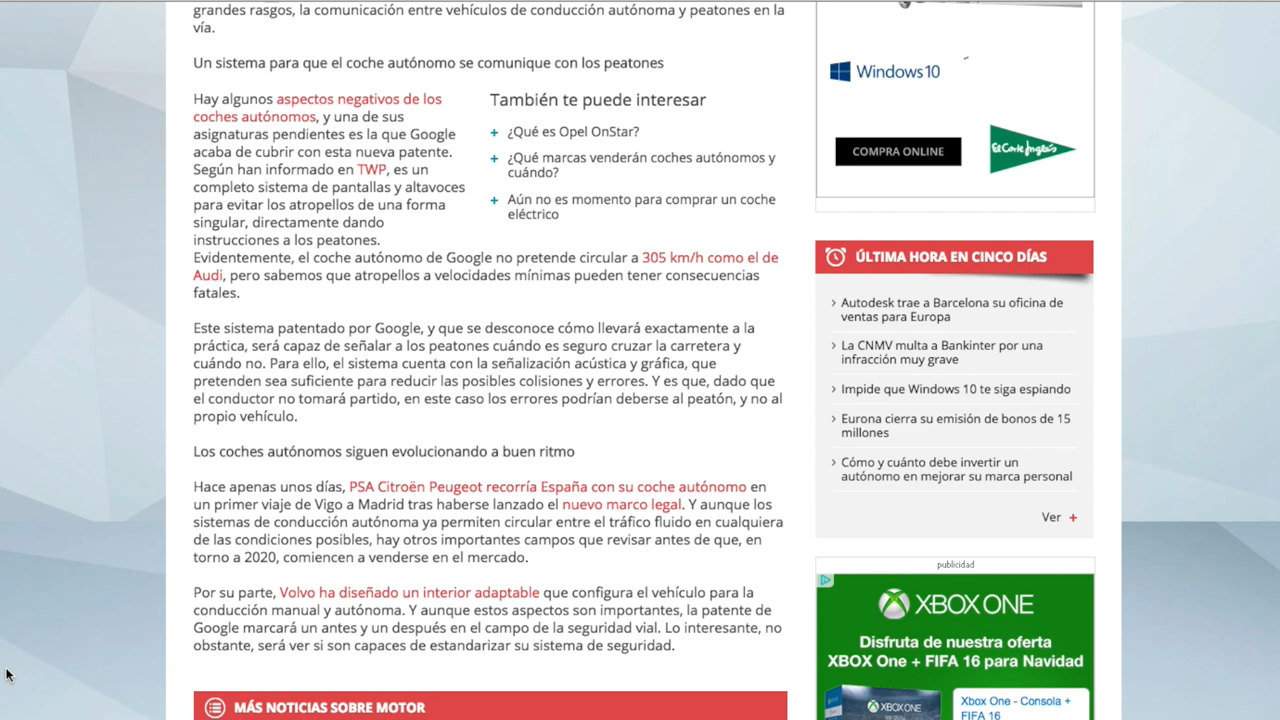 grandes rasgos, la comunicación entre vehículos de conducción autónoma y peatones en la
vía.
Un sistema para que el coche autónomo se comunique con los peatones
Hay algunos aspectos negativos de los
coches autónomos, y una de sus
asignaturas pendientes es la que Google
acaba de cubrir con esta nueva patente.
Según han informado en TWP, es un
completo sistema de pantallas y altavoces
para evitar los atropellos de una forma
singular, directamente dando
instrucciones a los peatones.
También te puede interesar
+ ¿Qué es Opel OnStar?
+ ¿Qué marcas venderán coches autónomos y
cuándo?
+ Aún no es momento para comprar un coche
eléctrico
Evidentemente, el coche autónomo de Google no pretende circular a 305 km/h como el de
Audi, pero sabemos que atropellos a velocidades mínimas pueden tener consecuencias
fatales.
Este sistema patentado por Google, y que se desconoce cómo llevará exactamente a la
práctica, será capaz de señalar a los peatones cuándo es seguro cruzar la carretera y
cuándo no. Para ello, el sistema cuenta con la señalización acústica y gráfica, que
pretenden sea suficiente para reducir las posibles colisiones y errores. Y es que, dado que
el conductor no tomará partido, en este caso los errores podrían deberse al peatón, y no al
propio vehículo.
Los coches autónomos siguen evolucionando a buen ritmo
Hace apenas unos días, PSA Citroën Peugeot recorría España con su coche autónomo en
un primer viaje de Vigo a Madrid tras haberse lanzado el nuevo marco legal. Y aunque los
sistemas de conducción autónoma ya permiten circular entre el tráfico fluido en cualquiera
de las condiciones posibles, hay otros importantes campos que revisar antes de que, en
torno a 2020, comiencen a venderse en el mercado.
Por su parte, Volvo ha diseñado un interior adaptable que configura el vehículo para la
conducción manual y autónoma. Y aunque estos aspectos son importantes, la patente de
Google marcará un antes y un después en el campo de la seguridad vial. Lo interesante, no
obstante, será ver si son capaces de estandarizar su sistema de seguridad.
MÁS NOTICIAS SOBRE MOTOR
Windows 10
COMPRA ONLINE
El Corte Inglés
ÚLTIMA HORA EN CINCO DÍAS
› Autodesk trae a Barcelona su oficina de
ventas para Europa
› La CNMV multa a Bankinter por una
infracción muy grave
› Impide que Windows 10 te siga espiando
› Eurona cierra su emisión de bonos de 15
millones
› Cómo y cuánto debe invertir un
autónomo en mejorar su marca personal
Ver +
publicidad
XBOX ONE
Disfruta de nuestra oferta
XBOX One + FIFA 16 para Navidad
XBOX ONE
Xbox One - Consola +
FIFA 16